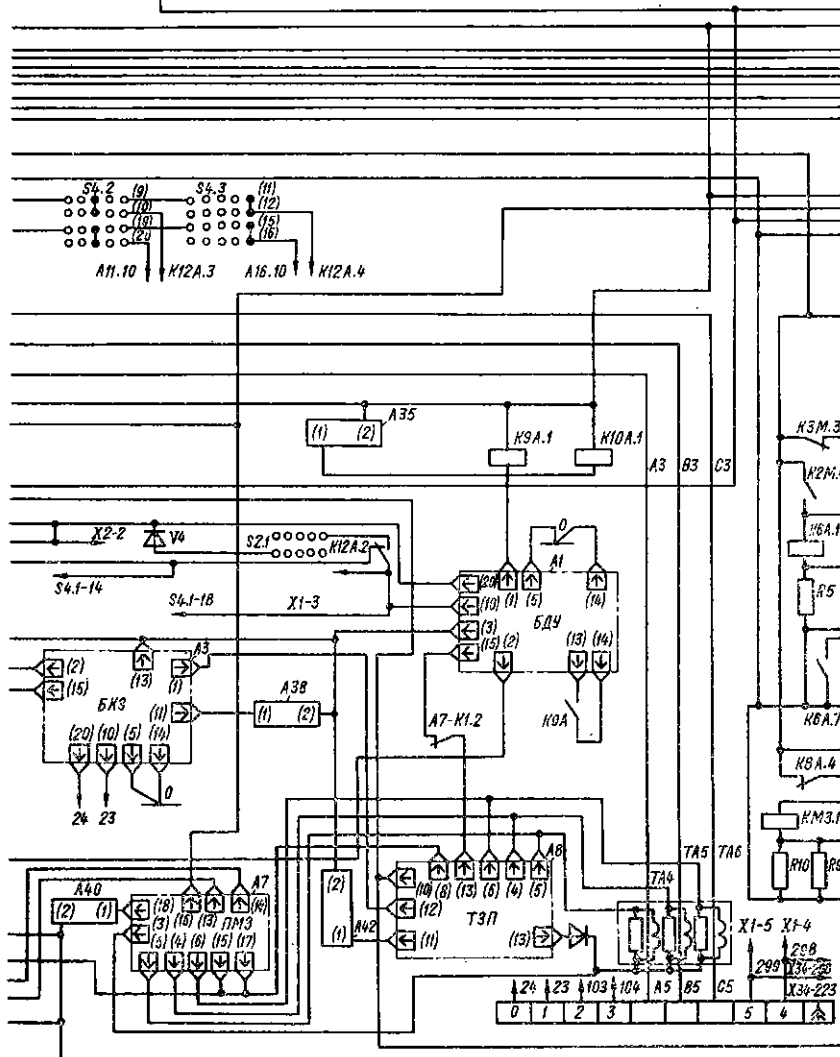 S4.2 (9) S4.3 (11)
(10) (12)
(19) (15)
(20) (16)
A11.10 K12A.3 A16.10 K12A.4
A35
(1) (2) K9A.1 K10A.1
A3 B3 C3
K3M.3
K2M.
X2-2 V4 S2.1 K12A.2 0
K6A.1
A1
S4.1-14
(20) (1) (5) (14)
R5
S4.1-18 X1-3 (10) БДУ
(3)
(15) (2) (13) (14)
A3
(2) (13) (1)
(15) БКЗ
A38
(11) (1) (2)
A7-K1.2 K9A
K6A.
(20) (10) (5) (14)
0
K8A.4
24 23
KM3.1
TA5 TA6
A8
R10 R9
A40 A7 (2) (10) (8) (13) (6) (4) (5)
TA4
(2) (1) (18) (16) (13) (14)
(3) ПМЗ
(12)
A42 ТЗП
(5) (4) (6) (15) (17) (1) (11) (13)
X1-5 X1-4
298
299 X34-223
24 23 103 104 A5 B5 C5
0 1 2 3 5 4